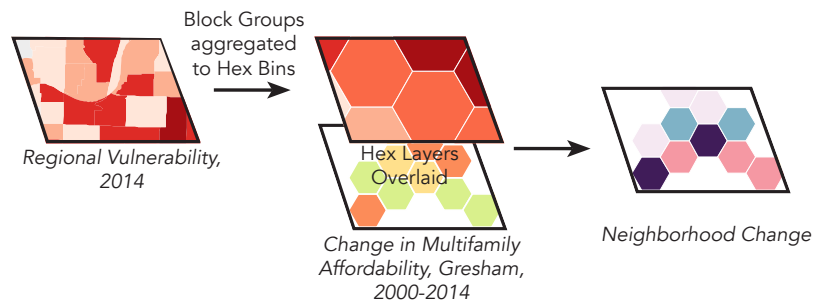 Block Groups
aggregated
to Hex Bins
Regional Vulnerability,
2014
Hex Layers
Overlaid
Change in Multifamily
Affordability, Gresham,
2000-2014
Neighborhood Change